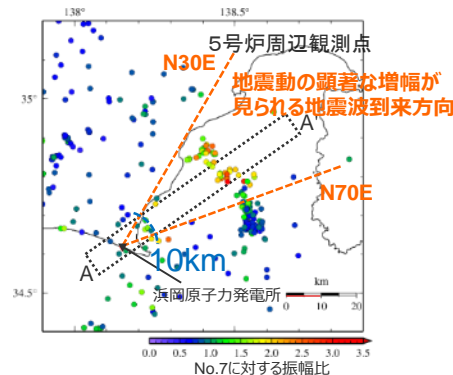 138°
138.5°
5号炉周辺観測点
N30E
地震動の顕著な増幅が
見られる地震波到来方向
35°
A
N70E
10km
A
km
浜岡原子力発電所
0 10 20
34.5°
0.0 0.5 1.0 1.5 2.0 2.5 3.0 3.5
No.7に対する振幅比